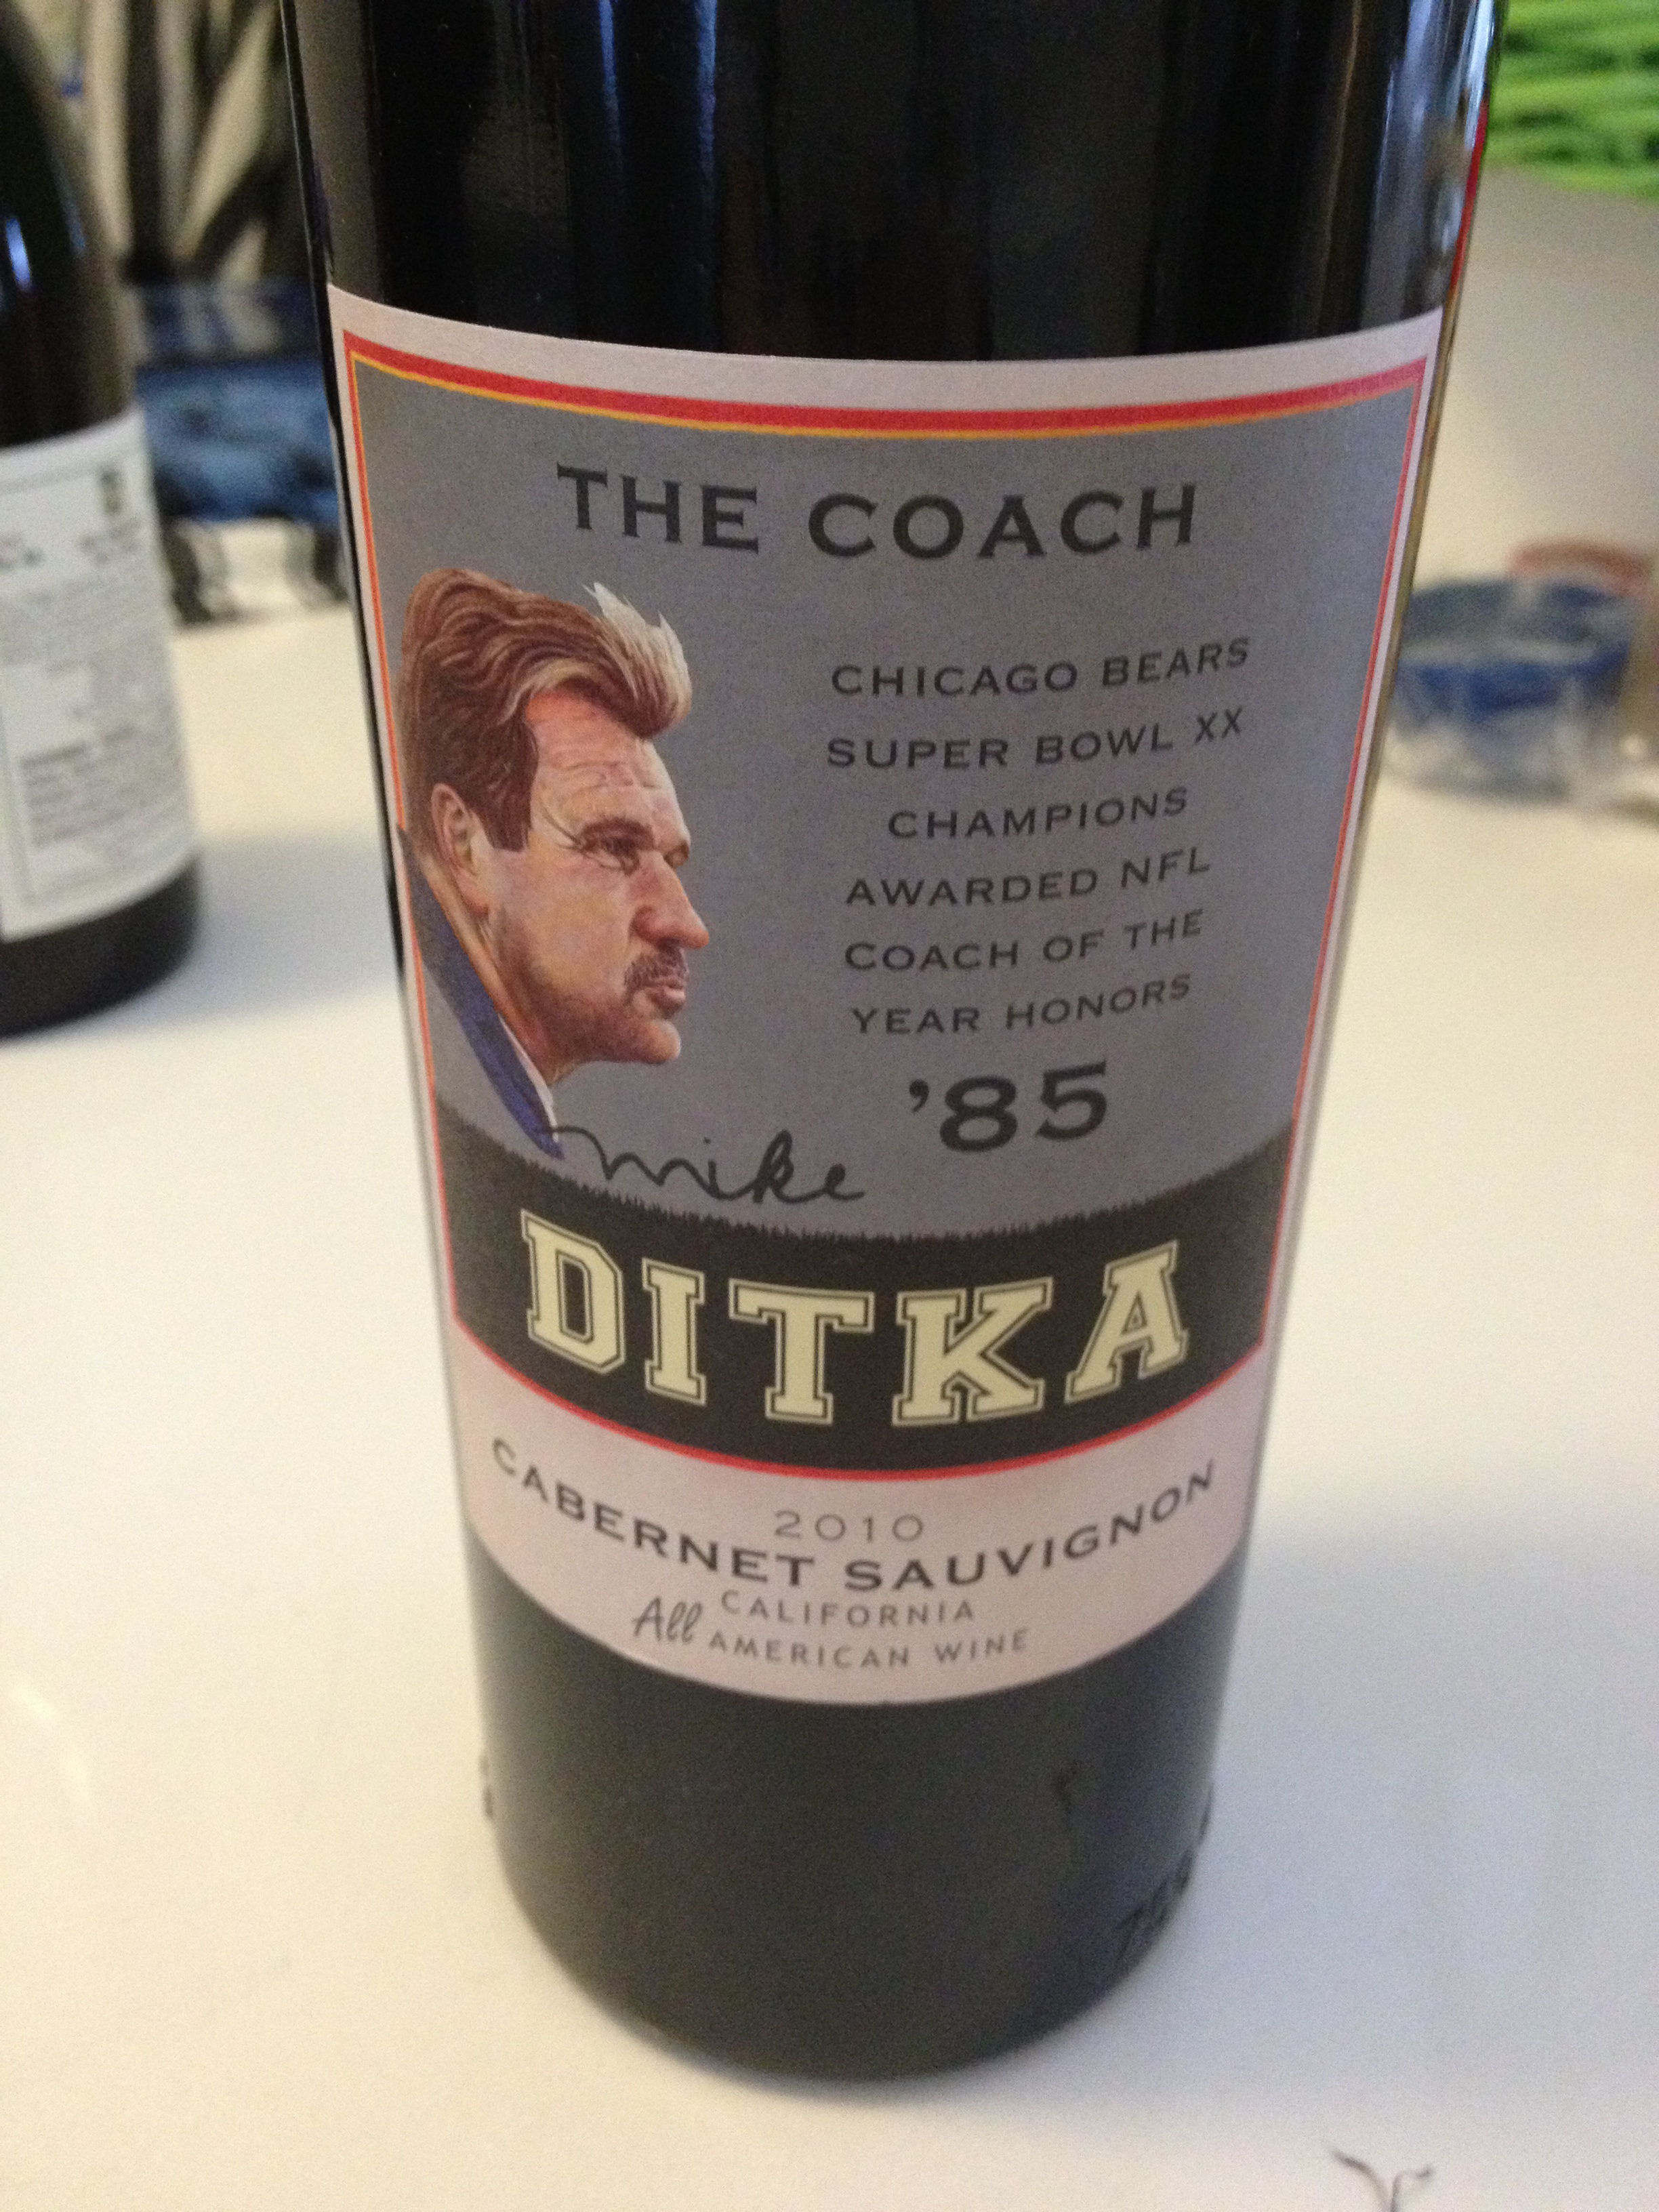 THE COACH
CHICAGO BEARS
SUPER BOWL XX
CHAMPIONS
AWARDED NFL
COACH OF THE
YEAR HONORS
'85
mike
DITKA
2010
CABERNET SAUVIGNON
CALIFORNIA
All AMERICAN WINE